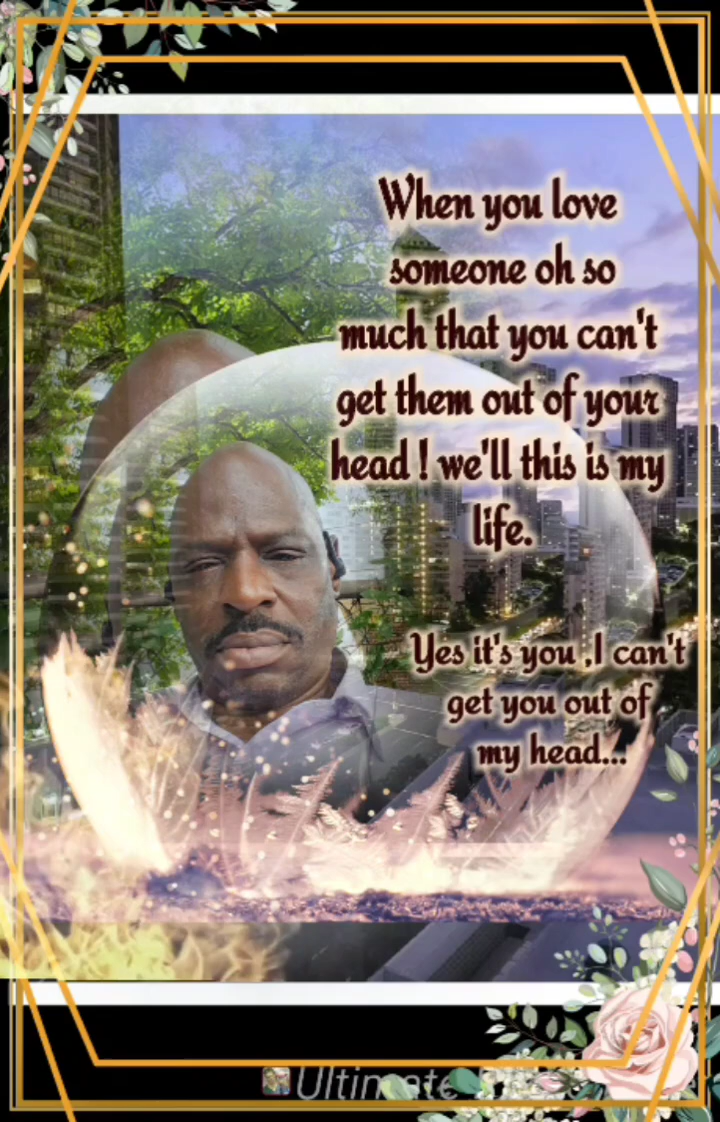 When you love
someone oh so
much that you can't
get them out of your
head ! we'll this is my
life.
Yes it's you ,I can't
get you out of
my head...
Ultimate